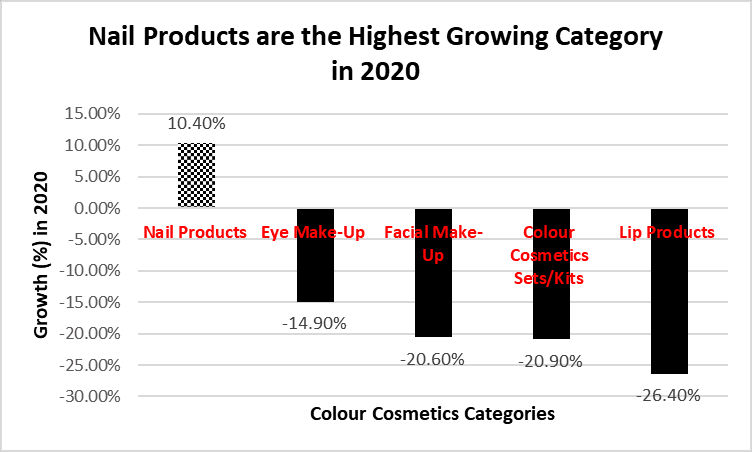 Nail Products are the Highest Growing Category
in 2020
Growth (%) in 2020
15.00%
10.00%
5.00%
0.00%
-5.00%
-10.00%
-15.00%
-20.00%
-25.00%
-30.00%
10.40%
-14.90%
-20.60%
-20.90%
-26.40%
Nail Products
Eye Make-Up
Facial Make-
Up
Colour
Cosmetics
Sets/Kits
Lip Products
Colour Cosmetics Categories